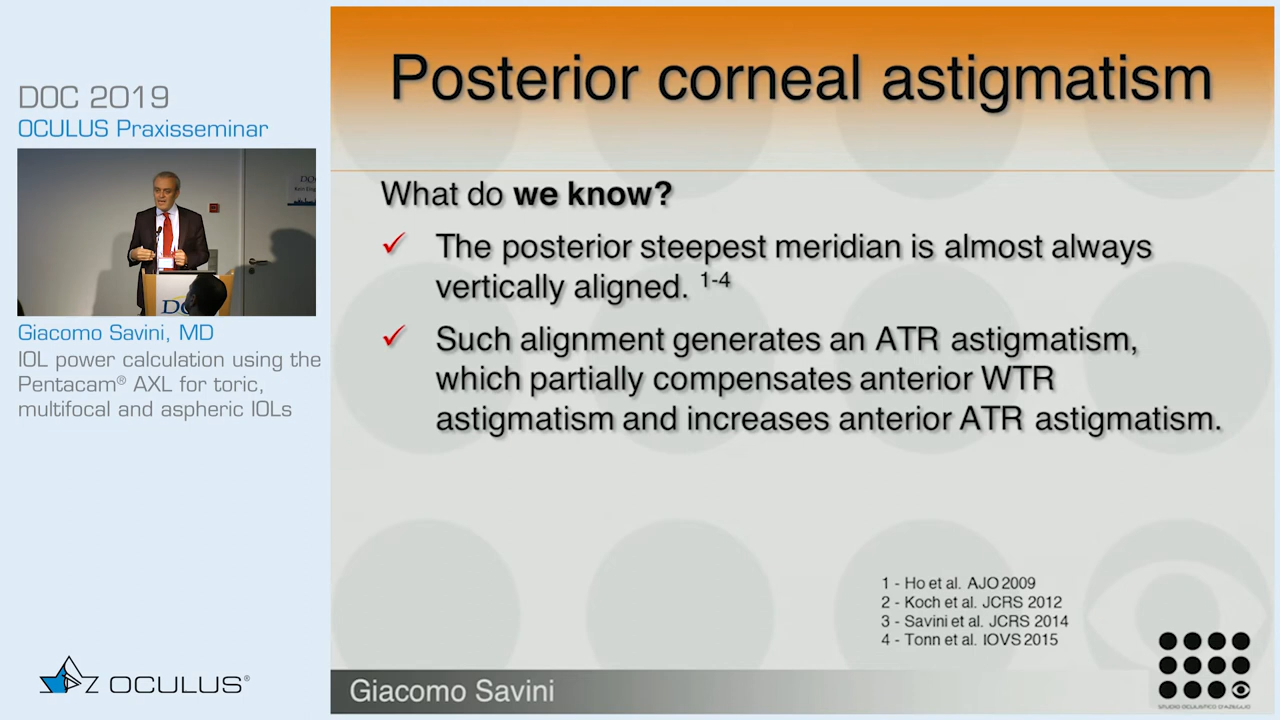 DOC 2019
OCULUS Praxisseminar
Giacomo Savini, MD
IOL power calculation using the
Pentacam® AXL for toric,
multifocal and aspheric IOLs
OCULUS®
Posterior corneal astigmatism
What do we know?
✓ The posterior steepest meridian is almost always
vertically aligned. 1-4
✓ Such alignment generates an ATR astigmatism,
which partially compensates anterior WTR
astigmatism and increases anterior ATR astigmatism.
1 - Ho et al. AJO 2009
2 - Koch et al. JCRS 2012
3 - Savini et al. JCRS 2014
4 - Tonn et al. IOVS 2015
Giacomo Savini
STUDIO OCULISTICO D'AZEGLIO